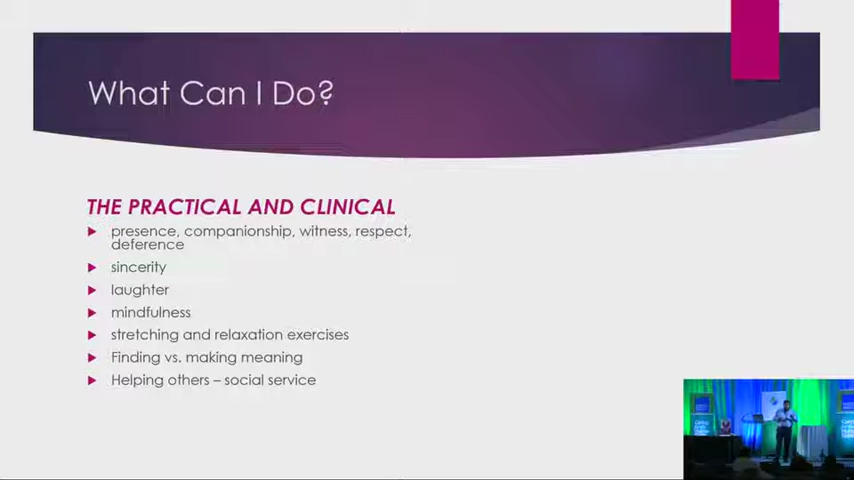 What Can I Do?
THE PRACTICAL AND CLINICAL
presence, companionship, witness, respect,
deference
sincerity
laughter
mindfulness
stretching and relaxation exercises
Finding vs. making meaning
Helping others – social service